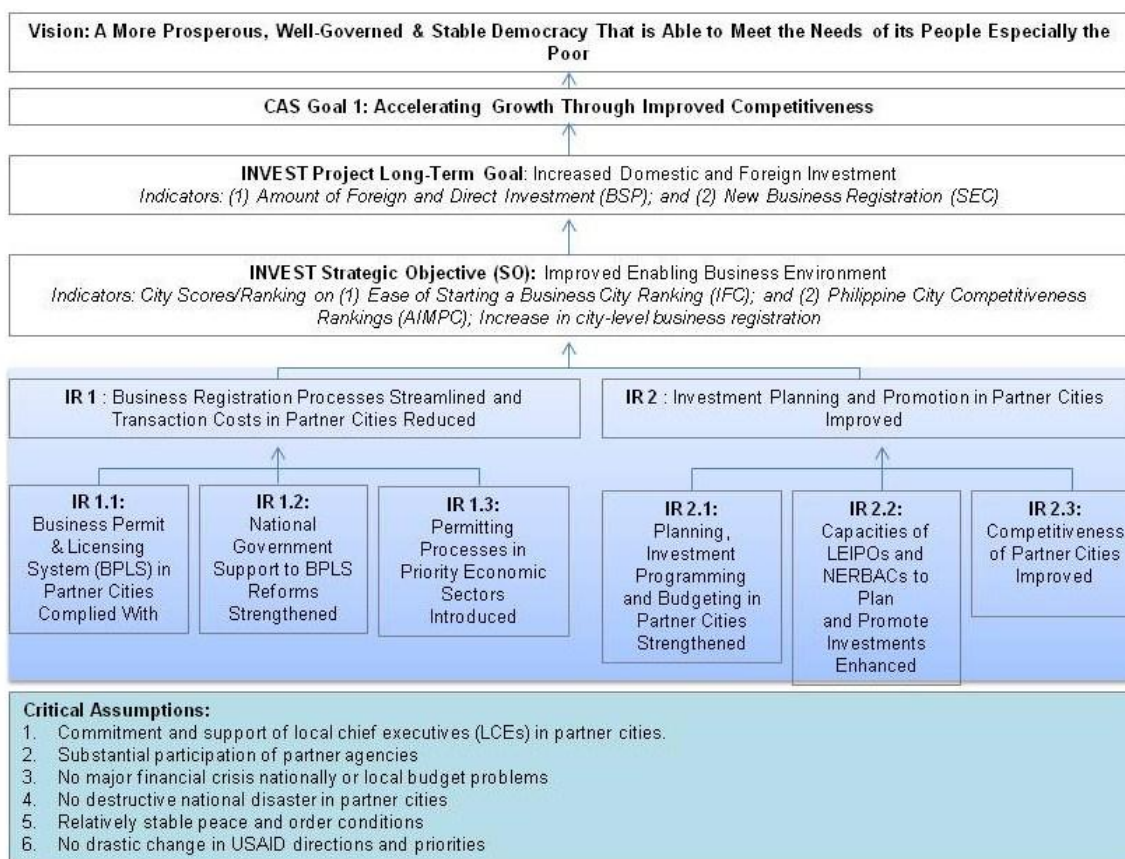 Vision: A More Prosperous, Well-Governed & Stable Democracy That is Able to Meet the Needs of its People Especially the
Poor
CAS Goal 1: Accelerating Growth Through Improved Competitiveness
INVEST Project Long-Term Goal: Increased Domestic and Foreign Investment
Indicators: (1) Amount of Foreign and Direct Investment (BSP); and (2) New Business Registration (SEC)
INVEST Strategic Objective (SO): Improved Enabling Business Environment
Indicators: City Scores/Ranking on (1) Ease of Starting a Business City Ranking (IFC); and (2) Philippine City Competitiveness
Rankings (AIMPC); Increase in city-level business registration
IR 1 : Business Registration Processes Streamlined and
Transaction Costs in Partner Cities Reduced
IR 2 : Investment Planning and Promotion in Partner Cities
Improved
IR 1.1:
Business Permit
& Licensing
System (BPLS) in
Partner Cities
Complied With
IR 1.2:
National
Government
Support to BPLS
Reforms
Strengthened
IR 1.3:
Permitting
Processes in
Priority Economic
Sectors
Introduced
IR 2.1:
Planning,
Investment
Programming
and Budgeting in
Partner Cities
Strengthened
IR 2.2:
Capacities of
LEIPOs and
NERBACs to
Plan
and Promote
Investments
Enhanced
IR 2.3:
Competitiveness
of Partner Cities
Improved
Critical Assumptions:
1. Commitment and support of local chief executives (LCEs) in partner cities.
2. Substantial participation of partner agencies
3. No major financial crisis nationally or local budget problems
4. No destructive national disaster in partner cities
5. Relatively stable peace and order conditions
6. No drastic change in USAID directions and priorities